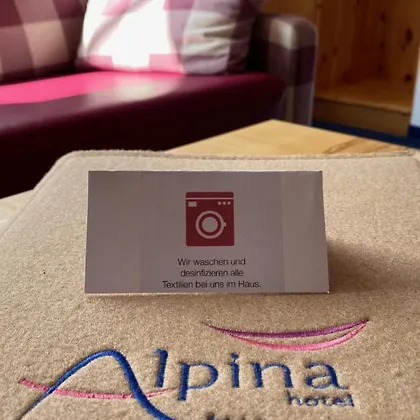 Wir waschen und
desinfizieren alle
Textilien bei uns im Haus.
Alpina
hotel